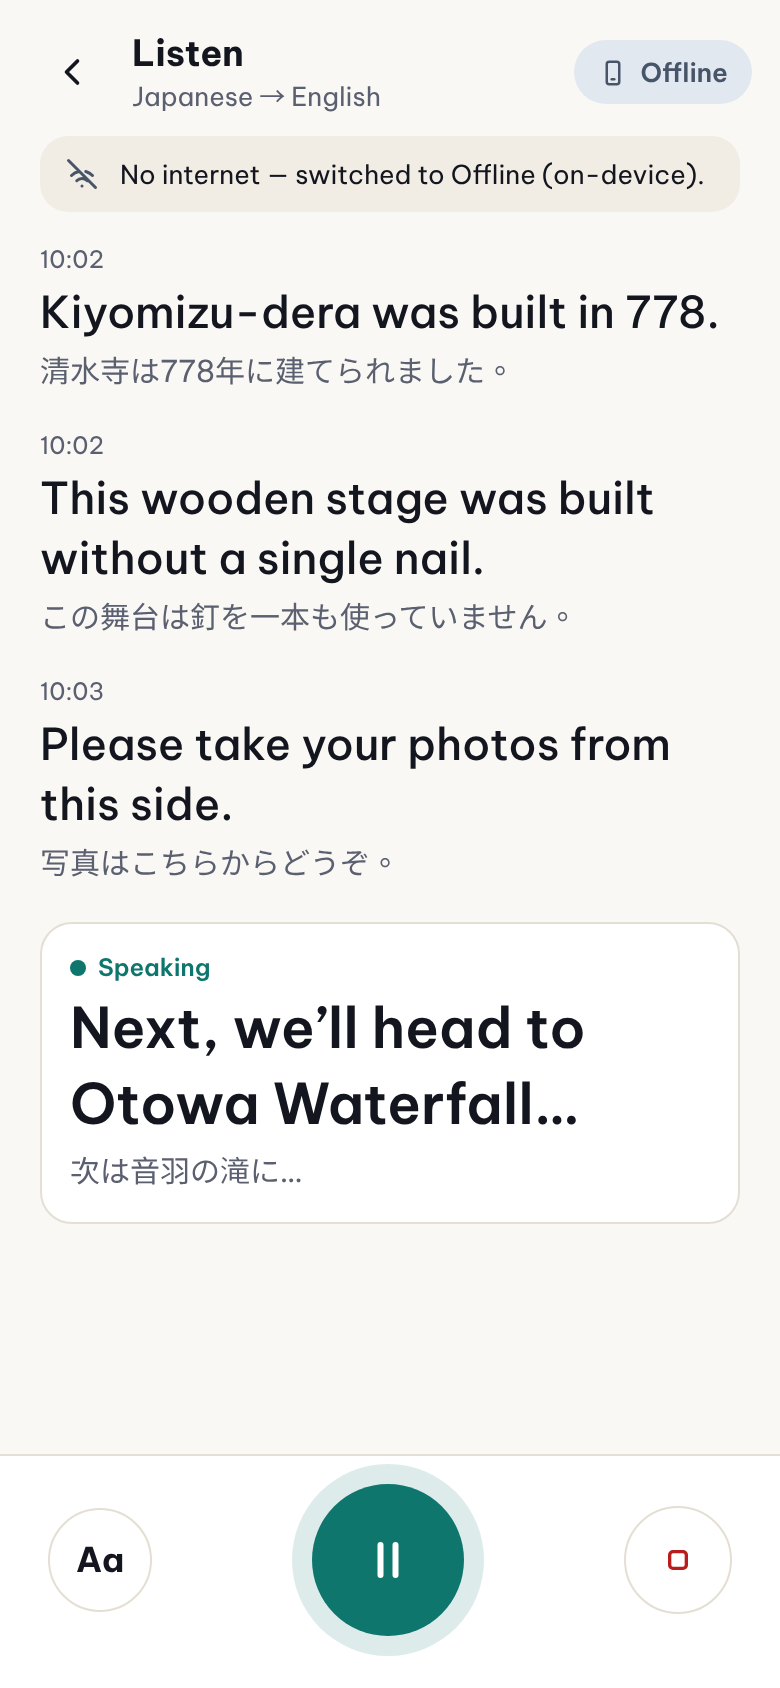 Listen
Japanese → English
Offline
No internet — switched to Offline (on-device).
10:02
Kiyomizu-dera was built in 778.
清水寺は778年に建てられました。
10:02
This wooden stage was built
without a single nail.
この舞台は釘を一本も使っていません。
10:03
Please take your photos from
this side.
写真はこちらからどうぞ。
Speaking
Next, we’ll head to
Otowa Waterfall…
次は音羽の滝に…
Aa